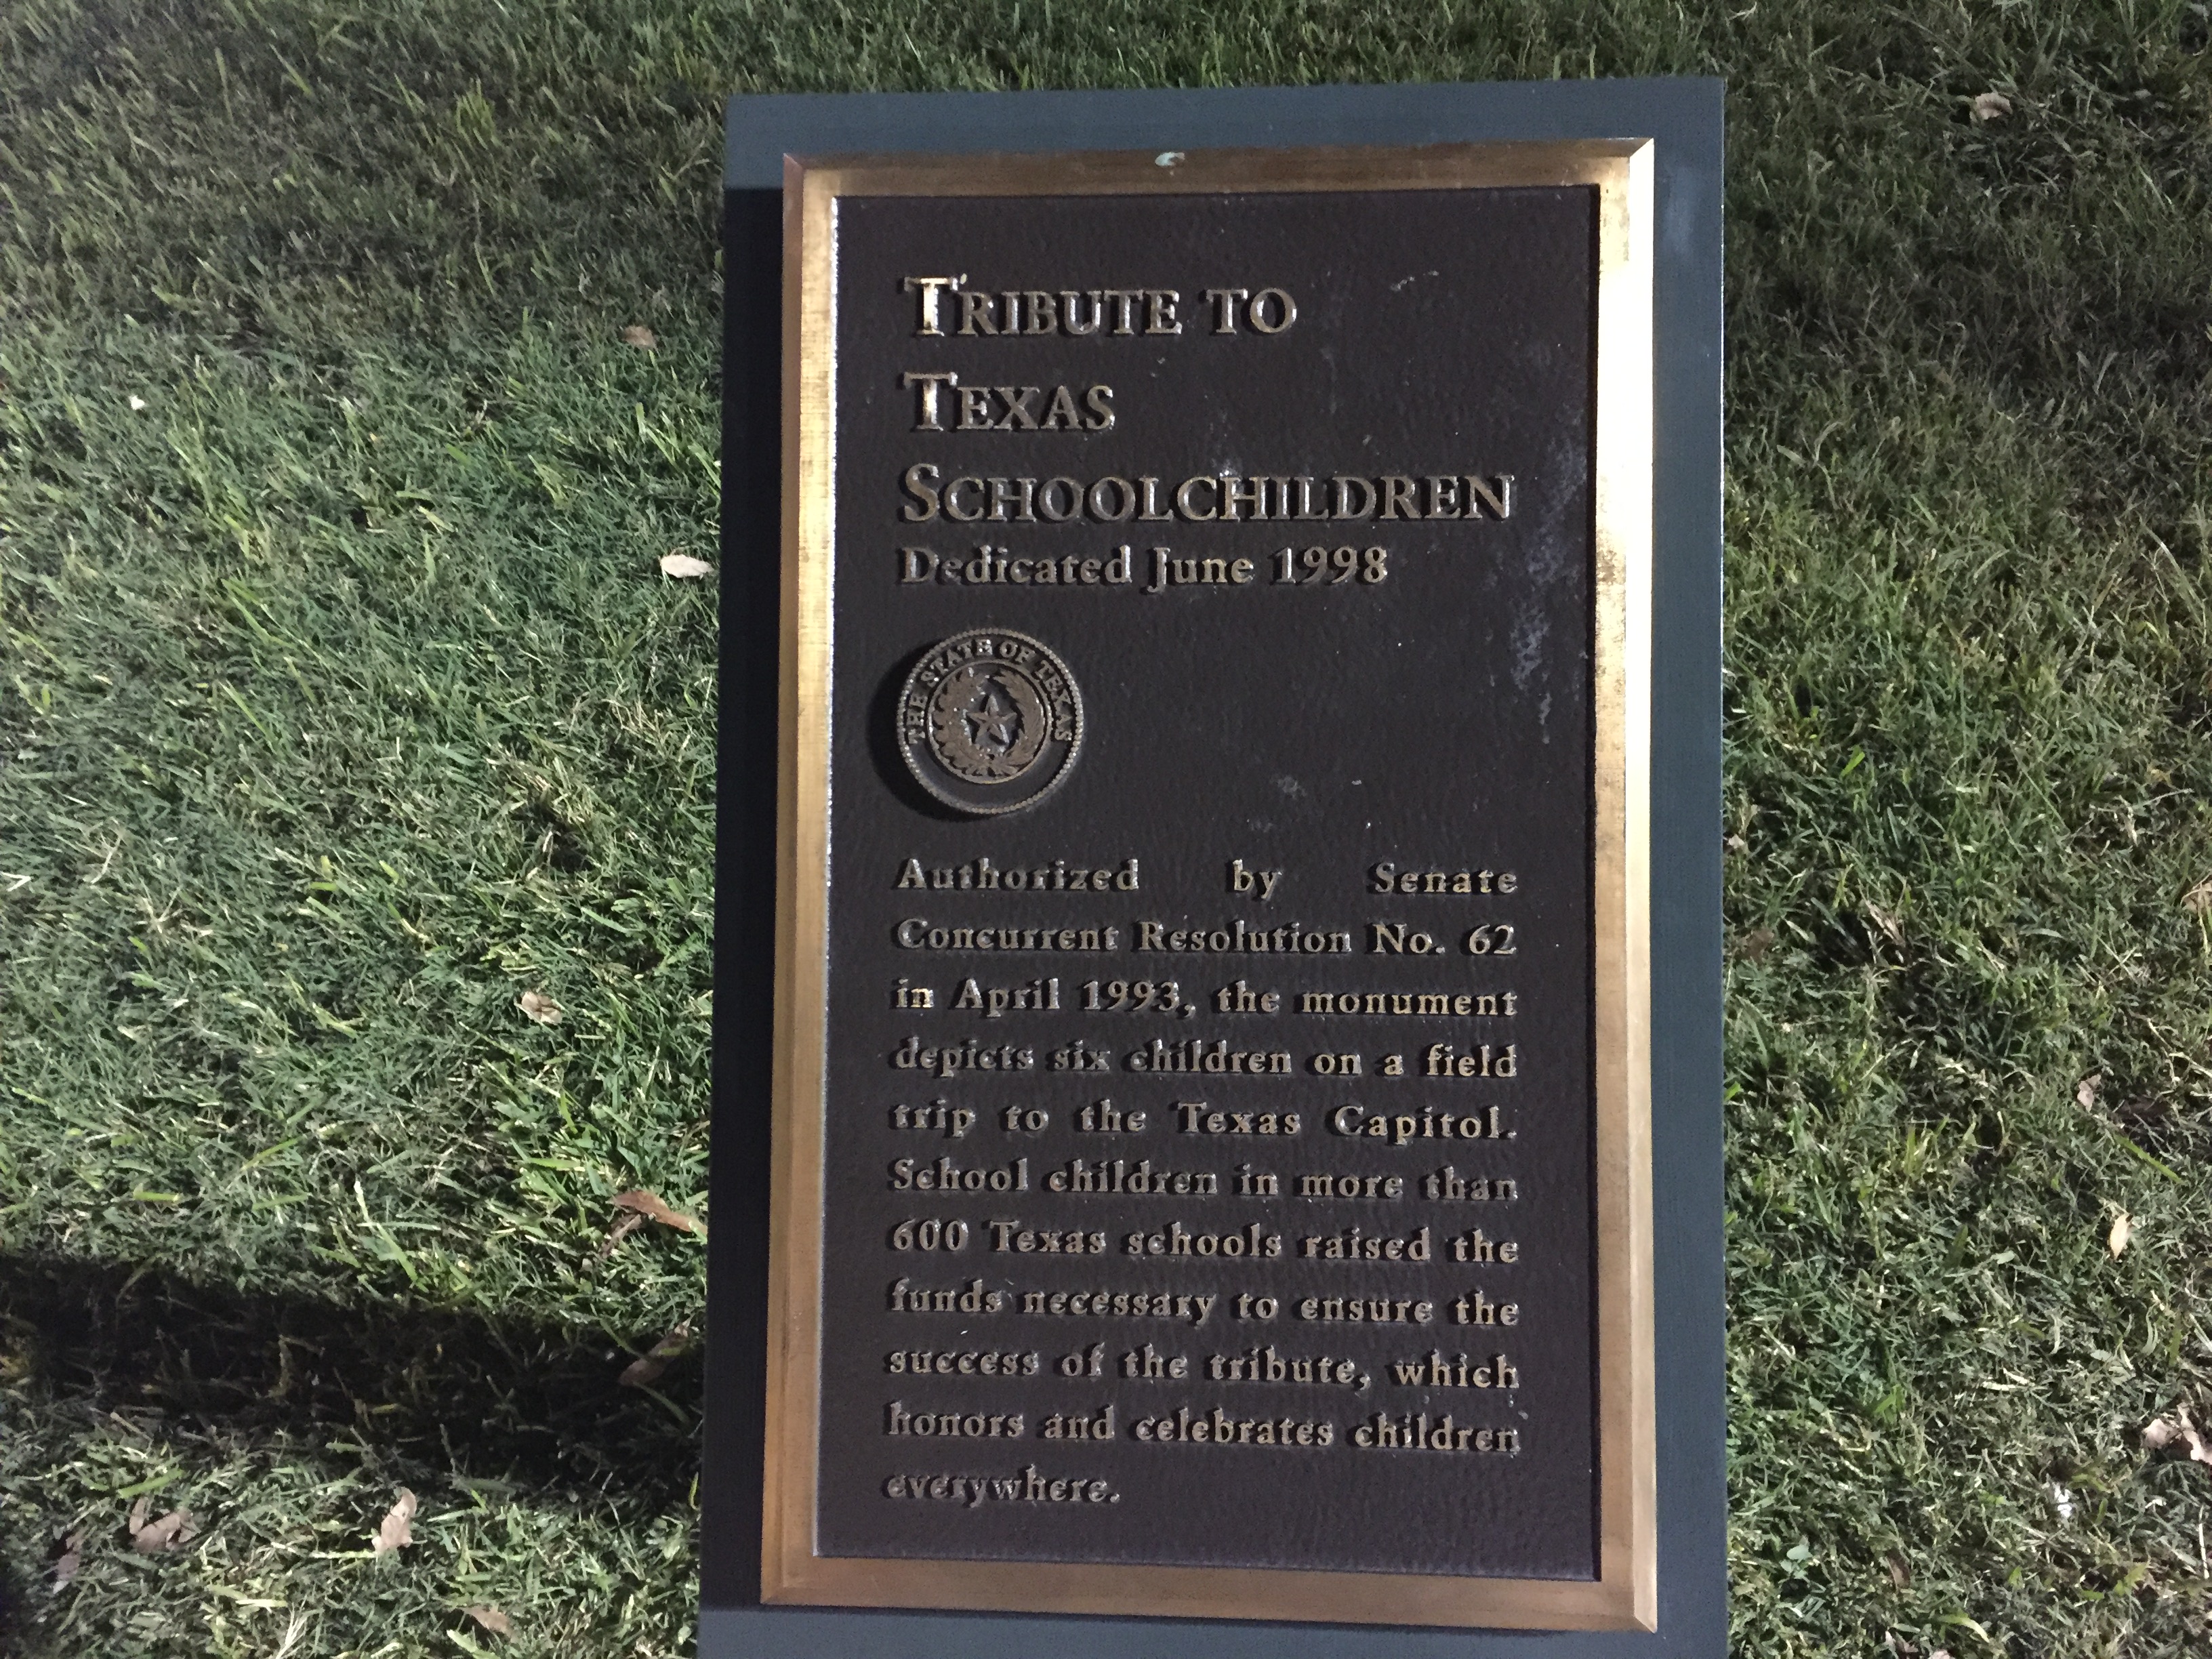 TRIBUTE TO
TEXAS
SCHOOLCHILDREN
Dedicated June 1998
THE STATE OF TEXAS
Authorized by Senate
Concurrent Resolution No. 62
in April 1993, the monument
depicts six children on a field
trip to the Texas Capitol.
School children in more than
600 Texas schools raised the
funds necessary to ensure the
success of the tribute, which
honors and celebrates children
everywhere.